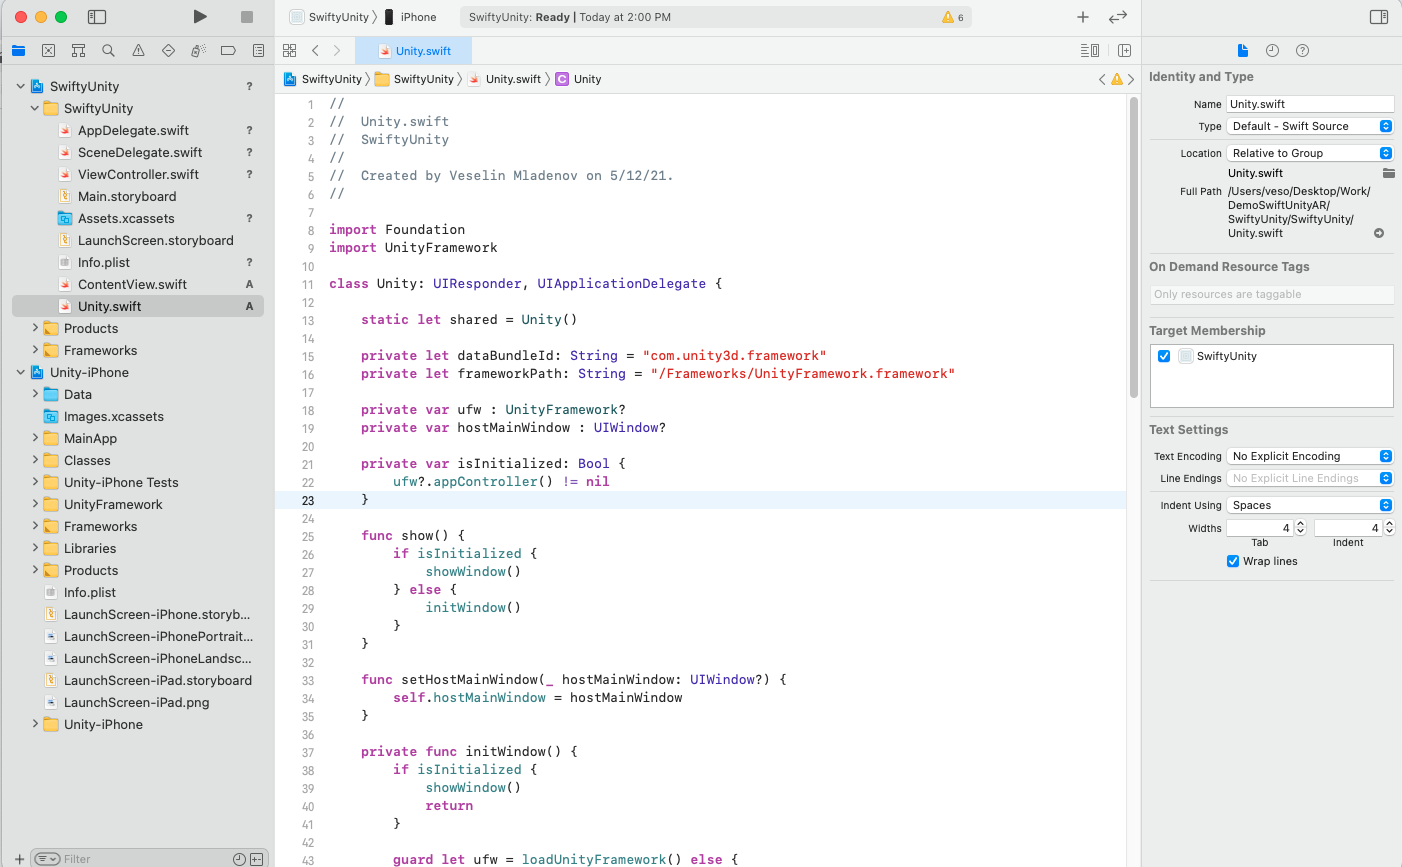 SwiftyUnity
iPhone
SwiftyUnity: Ready | Today at 2:00 PM
6
Unity.swift
SwiftyUnity
SwiftyUnity
Unity.swift
C
Unity
SwiftyUnity ?
SwiftyUnity
AppDelegate.swift ?
SceneDelegate.swift ?
ViewController.swift ?
Main.storyboard
Assets.xcassets ?
LaunchScreen.storyboard
Info.plist ?
ContentView.swift A
Unity.swift A
Products
Frameworks
Unity-iPhone
Data
Images.xcassets
MainApp
Classes
Unity-iPhone Tests
UnityFramework
Frameworks
Libraries
Products
Info.plist
LaunchScreen-iPhone.storyb...
LaunchScreen-iPhonePortrait...
LaunchScreen-iPhoneLandsc...
LaunchScreen-iPad.storyboard
LaunchScreen-iPad.png
Unity-iPhone
Filter
1 //
2 //  Unity.swift
3 //  SwiftyUnity
4 //
5 //  Created by Veselin Mladenov on 5/12/21.
6 //
7
8 import Foundation
9 import UnityFramework
10
11 class Unity: UIResponder, UIApplicationDelegate {
12
13     static let shared = Unity()
14
15     private let dataBundleId: String = "com.unity3d.framework"
16     private let frameworkPath: String = "/Frameworks/UnityFramework.framework"
17
18     private var ufw : UnityFramework?
19     private var hostMainWindow : UIWindow?
20
21     private var isInitialized: Bool {
22         ufw?.appController() != nil
23     }
24
25     func show() {
26         if isInitialized {
27             showWindow()
28         } else {
29             initWindow()
30         }
31     }
32
33     func setHostMainWindow(_ hostMainWindow: UIWindow?) {
34         self.hostMainWindow = hostMainWindow
35     }
36
37     private func initWindow() {
38         if isInitialized {
39             showWindow()
40             return
41         }
42
43         guard let ufw = loadUnityFramework() else {
Identity and Type
Name Unity.swift
Type Default - Swift Source
Location Relative to Group
Unity.swift
Full Path /Users/veso/Desktop/Work/
DemoSwiftUnityAR/
SwiftyUnity/SwiftyUnity/
Unity.swift
On Demand Resource Tags
Only resources are taggable
Target Membership
SwiftyUnity
Text Settings
Text Encoding No Explicit Encoding
Line Endings No Explicit Line Endings
Indent Using Spaces
Widths 4 4
Tab Indent
Wrap lines